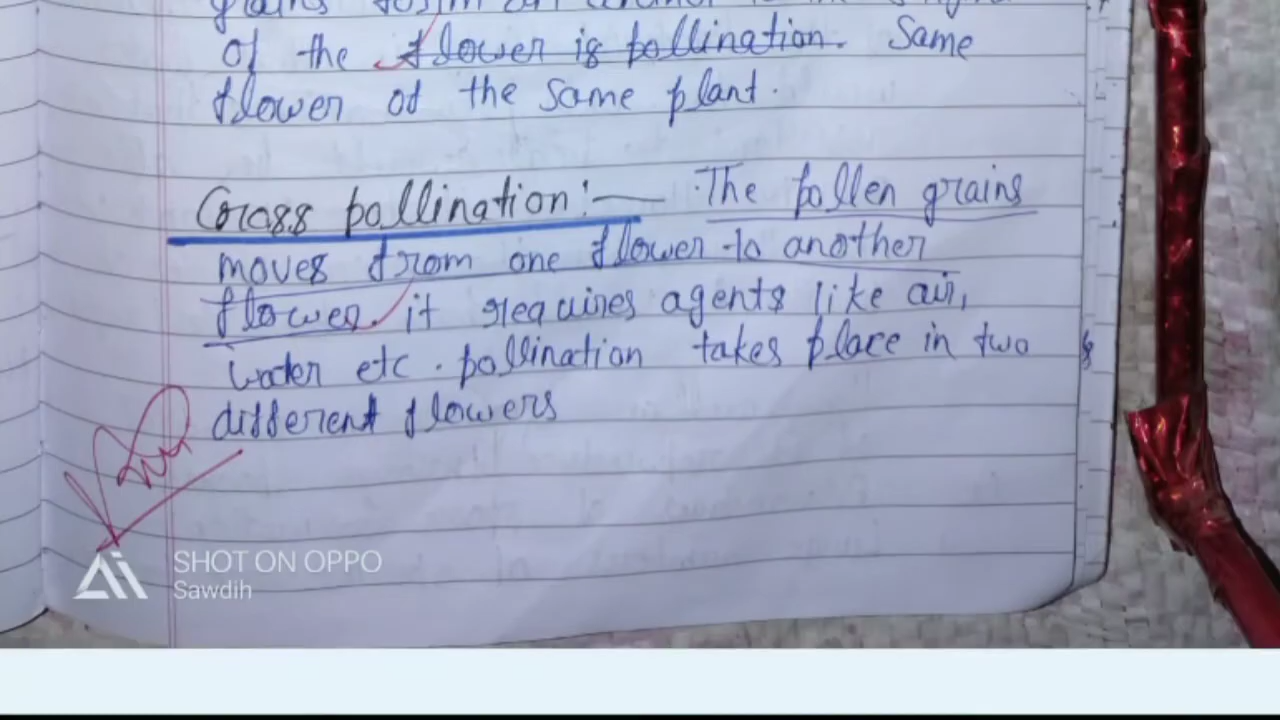 grains
of the flower is pollination. Same
flower of the same plant.
Cross pollination:— The pollen grains
moves from one flower to another
flower. it requires agents like air,
water etc. pollination takes place in two
different flowers
SHOT ON OPPO
Sawdih